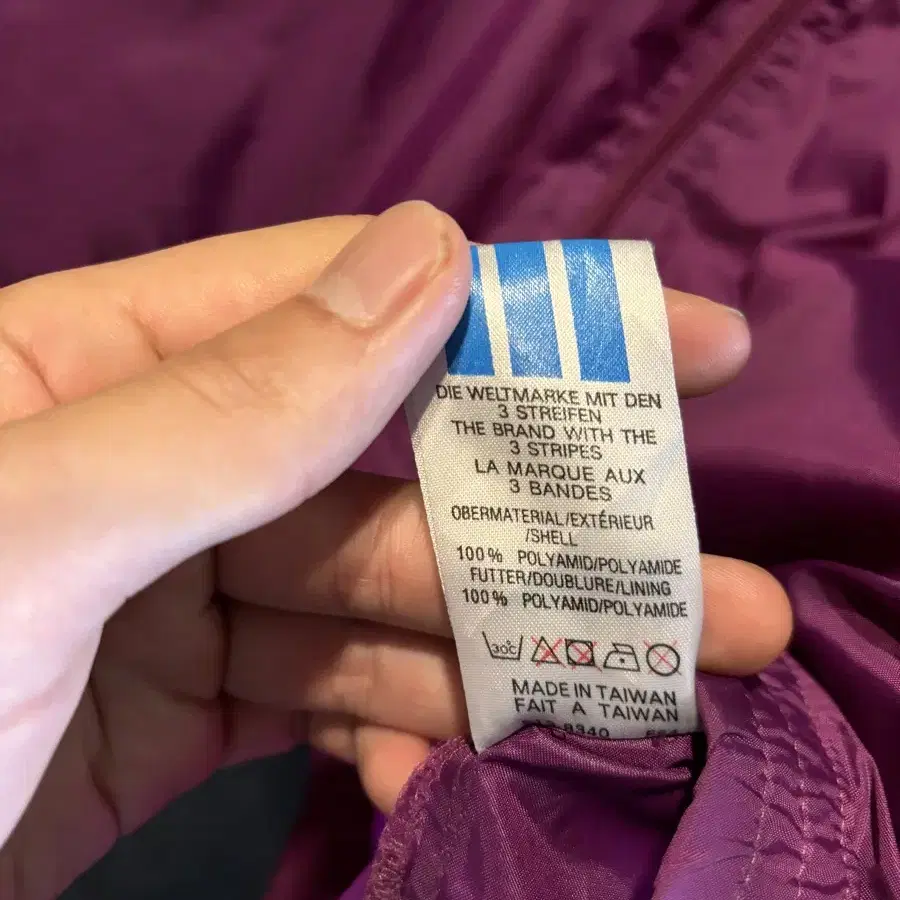 DIE WELTMARKE MIT DEN
3 STREIFEN
THE BRAND WITH THE
3 STRIPES
LA MARQUE AUX
3 BANDES
OBERMATERIAL/EXTÉRIEUR
/SHELL
100% POLYAMID/POLYAMIDE
FUTTER/DOUBLURE/LINING
100% POLYAMID/POLYAMIDE
30°C
MADE IN TAIWAN
FAIT A TAIWAN